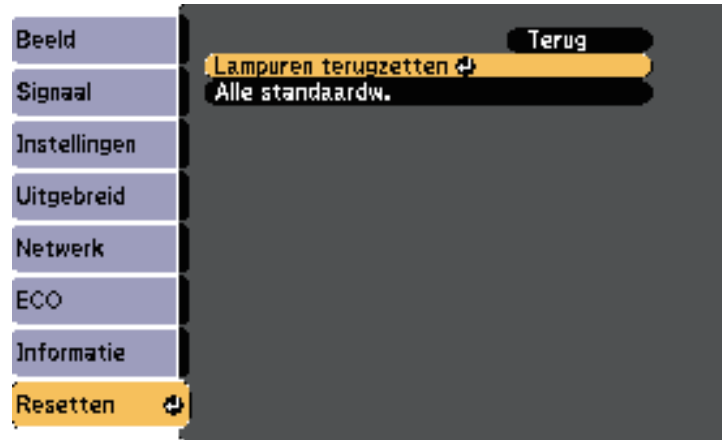 Beeld
Signaal
Instellingen
Uitgebreid
Netwerk
ECO
Informatie
Resetten
Terug
Lampuren terugzetten
Alle standaardw.